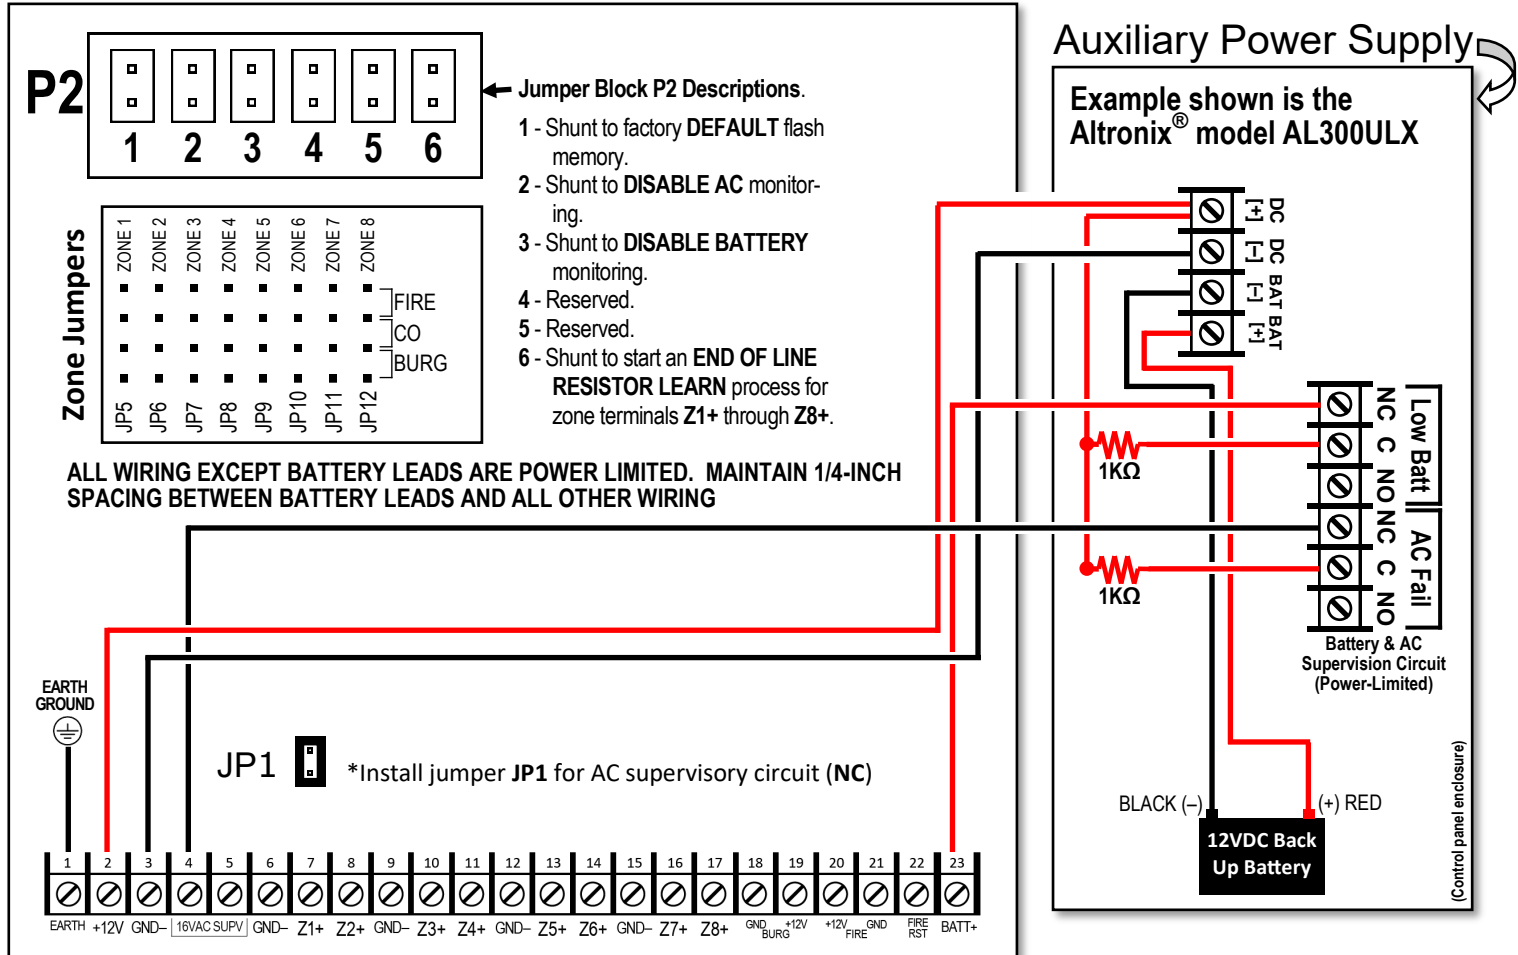 P2
1 2 3 4 5 6
Jumper Block P2 Descriptions.
1 - Shunt to factory DEFAULT flash
memory.
2 - Shunt to DISABLE AC monitor-
ing.
3 - Shunt to DISABLE BATTERY
monitoring.
4 - Reserved.
5 - Reserved.
6 - Shunt to start an END OF LINE
RESISTOR LEARN process for
zone terminals Z1+ through Z8+.
Zone Jumpers
ZONE 1 ZONE 2 ZONE 3 ZONE 4 ZONE 5 ZONE 6 ZONE 7 ZONE 8
FIRE
CO
BURG
JP5 JP6 JP7 JP8 JP9 JP10 JP11 JP12
ALL WIRING EXCEPT BATTERY LEADS ARE POWER LIMITED. MAINTAIN 1/4-INCH
SPACING BETWEEN BATTERY LEADS AND ALL OTHER WIRING
EARTH
GROUND
JP1
*Install jumper JP1 for AC supervisory circuit (NC)
1 2 3 4 5 6 7 8 9 10 11 12 13 14 15 16 17 18 19 20 21 22 23
EARTH +12V GND– 16VAC SUPV GND– Z1+ Z2+ GND– Z3+ Z4+ GND– Z5+ Z6+ GND– Z7+ Z8+ GND +12V +12V GND FIRE BATT+
BURG FIRE RST
Auxiliary Power Supply
Example shown is the
Altronix® model AL300ULX
DC [+]
DC [–]
BAT [–]
BAT [+]
NC C NO
Low Batt
NC C NO
AC Fail
1KΩ
1KΩ
Battery & AC
Supervision Circuit
(Power-Limited)
BLACK (–)
(+) RED
12VDC Back
Up Battery
(Control panel enclosure)